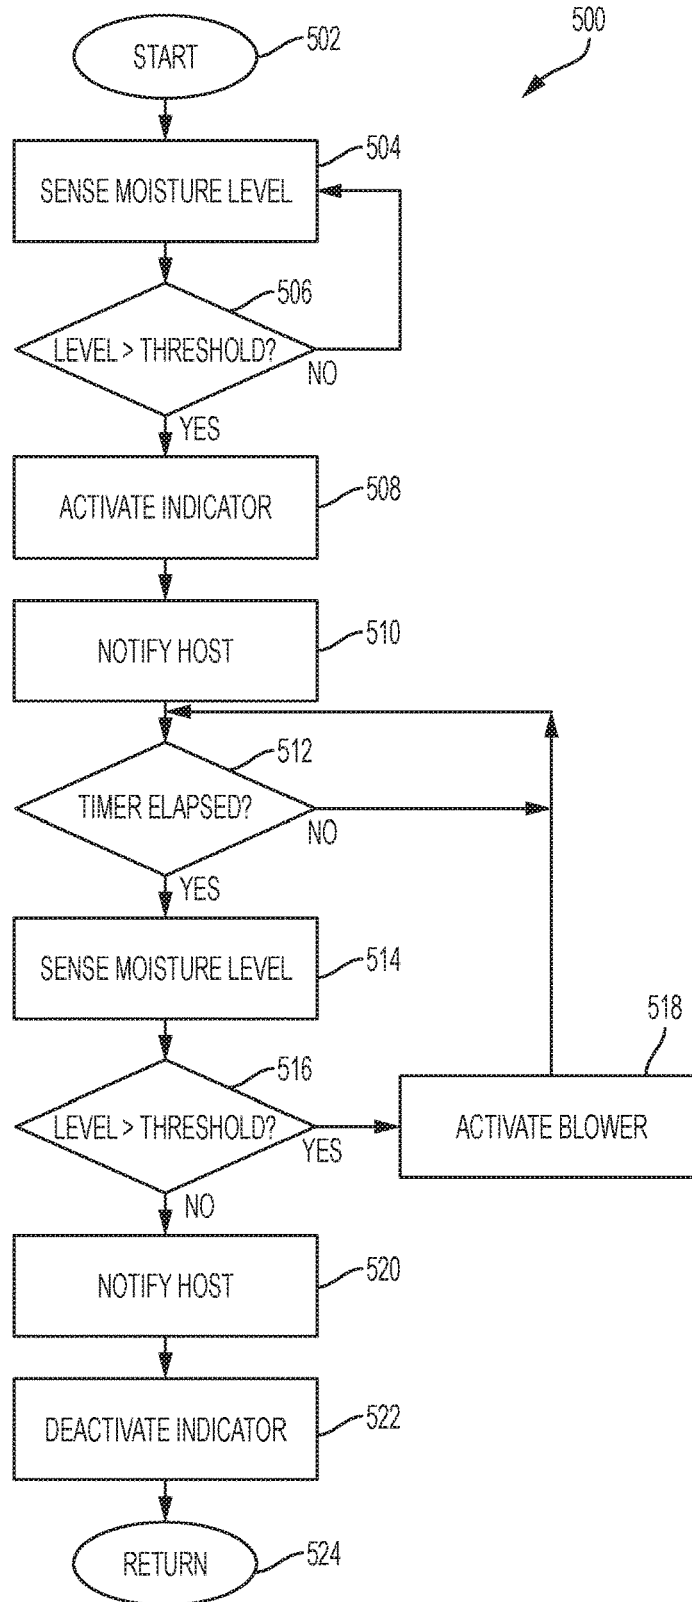 500
START
502
SENSE MOISTURE LEVEL
504
LEVEL > THRESHOLD?
506
NO
YES
ACTIVATE INDICATOR
508
NOTIFY HOST
510
TIMER ELAPSED?
512
NO
YES
SENSE MOISTURE LEVEL
514
LEVEL > THRESHOLD?
516
YES
ACTIVATE BLOWER
518
NO
NOTIFY HOST
520
DEACTIVATE INDICATOR
522
RETURN
524